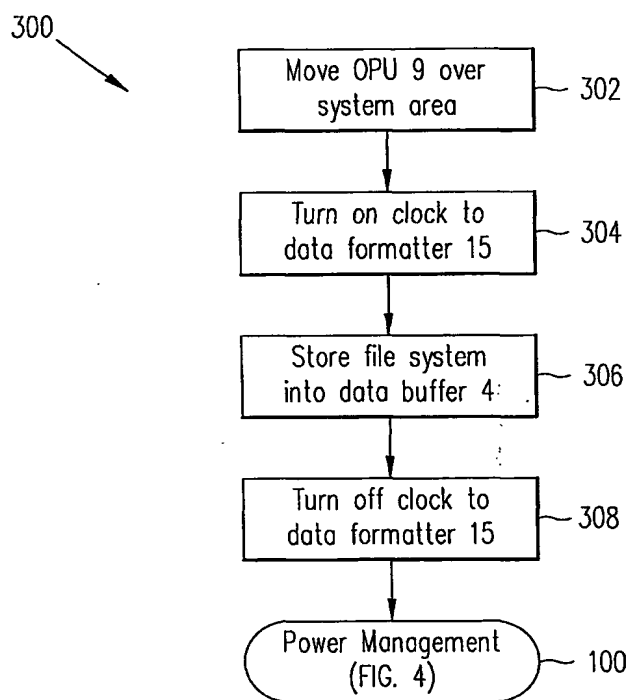 300
Move OPU 9 over
system area
302
Turn on clock to
data formatter 15
304
Store file system
into data buffer 4
306
Turn off clock to
data formatter 15
308
Power Management
(FIG. 4)
100